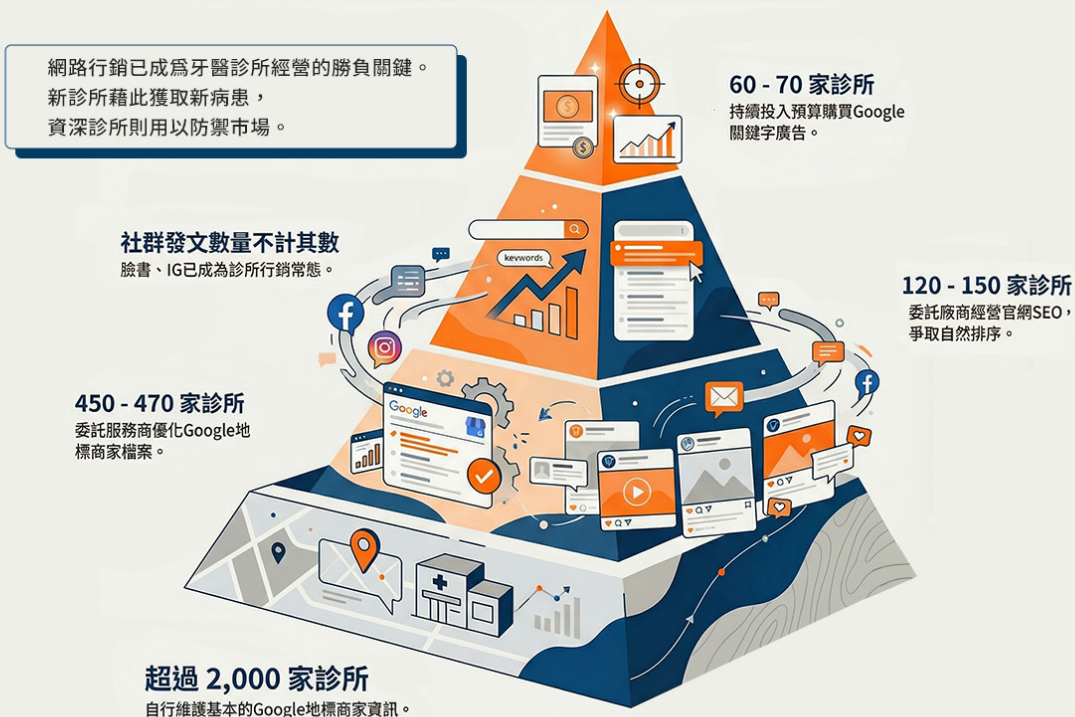 網路行銷已成為牙醫診所經營的勝負關鍵。
新診所藉此獲取新病患，
資深診所則用以防禦市場。
60 - 70 家診所
持續投入預算購買Google
關鍵字廣告。
社群發文數量不計其數
臉書、IG已成為診所行銷常態。
kevwords
120 - 150 家診所
委託廠商經營官網SEO，
爭取自然排序。
450 - 470 家診所
委託服務商優化Google地
標商家檔案。
Google
超過 2,000 家診所
自行維護基本的Google地標商家資訊。